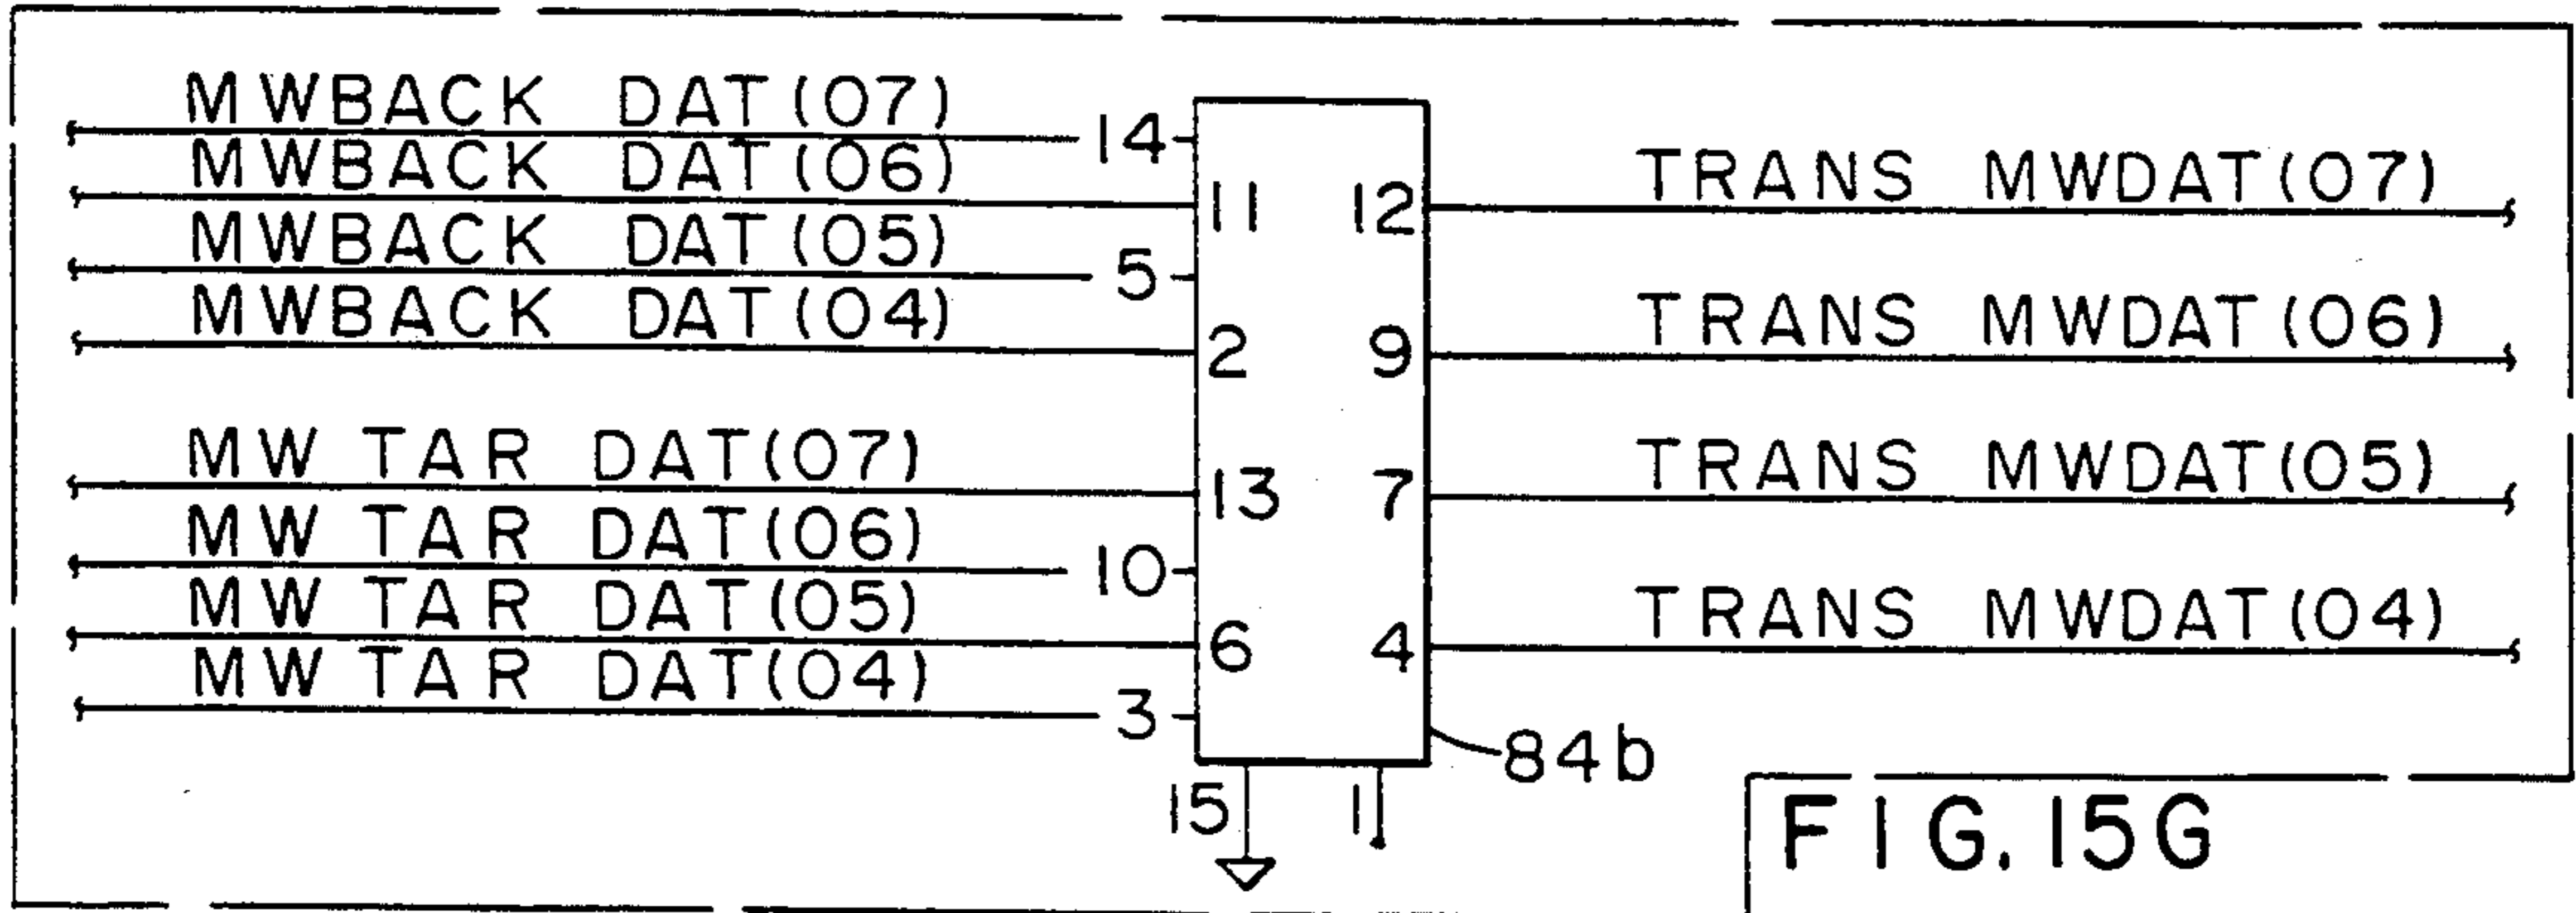 MWBACK DAT(07)
14
MWBACK DAT(06)
11
MWBACK DAT(05)
5
MWBACK DAT(04)
2
MW TAR DAT(07)
13
MW TAR DAT(06)
10
MW TAR DAT(05)
6
MW TAR DAT(04)
3
12
TRANS MWDAT(07)
9
TRANS MWDAT(06)
7
TRANS MWDAT(05)
4
TRANS MWDAT(04)
84b
15
1
FIG. 15G